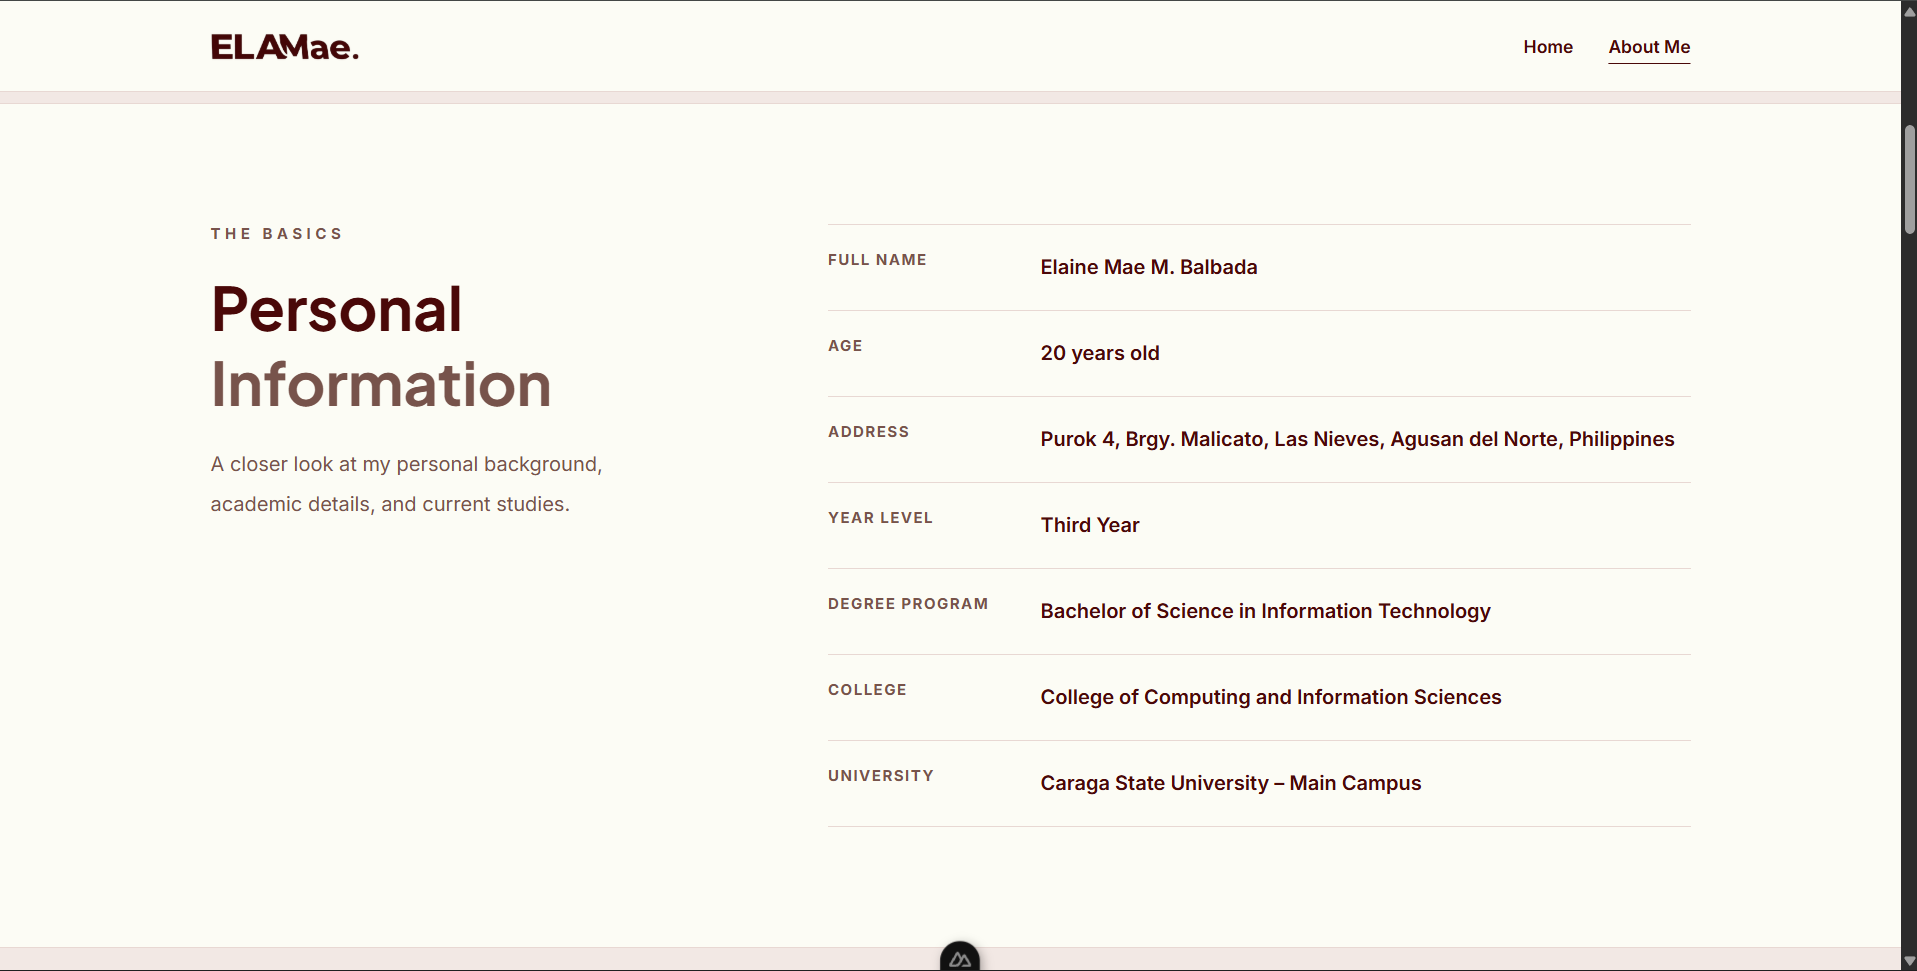 ELAMae.
Home
About Me
THE BASICS
Personal
Information
A closer look at my personal background,
academic details, and current studies.
FULL NAME
Elaine Mae M. Balbada
AGE
20 years old
ADDRESS
Purok 4, Brgy. Malicato, Las Nieves, Agusan del Norte, Philippines
YEAR LEVEL
Third Year
DEGREE PROGRAM
Bachelor of Science in Information Technology
COLLEGE
College of Computing and Information Sciences
UNIVERSITY
Caraga State University – Main Campus